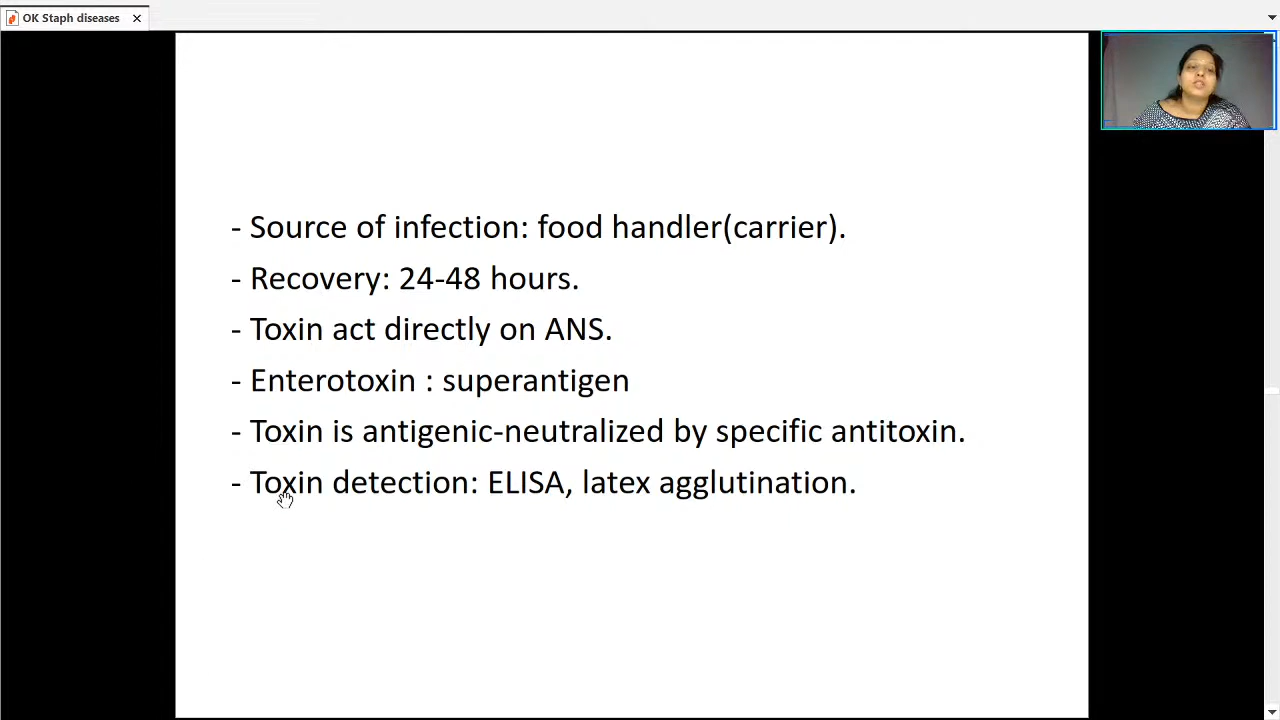 OK Staph diseases
- Source of infection: food handler(carrier).
- Recovery: 24-48 hours.
- Toxin act directly on ANS.
- Enterotoxin : superantigen
- Toxin is antigenic-neutralized by specific antitoxin.
- Toxin detection: ELISA, latex agglutination.